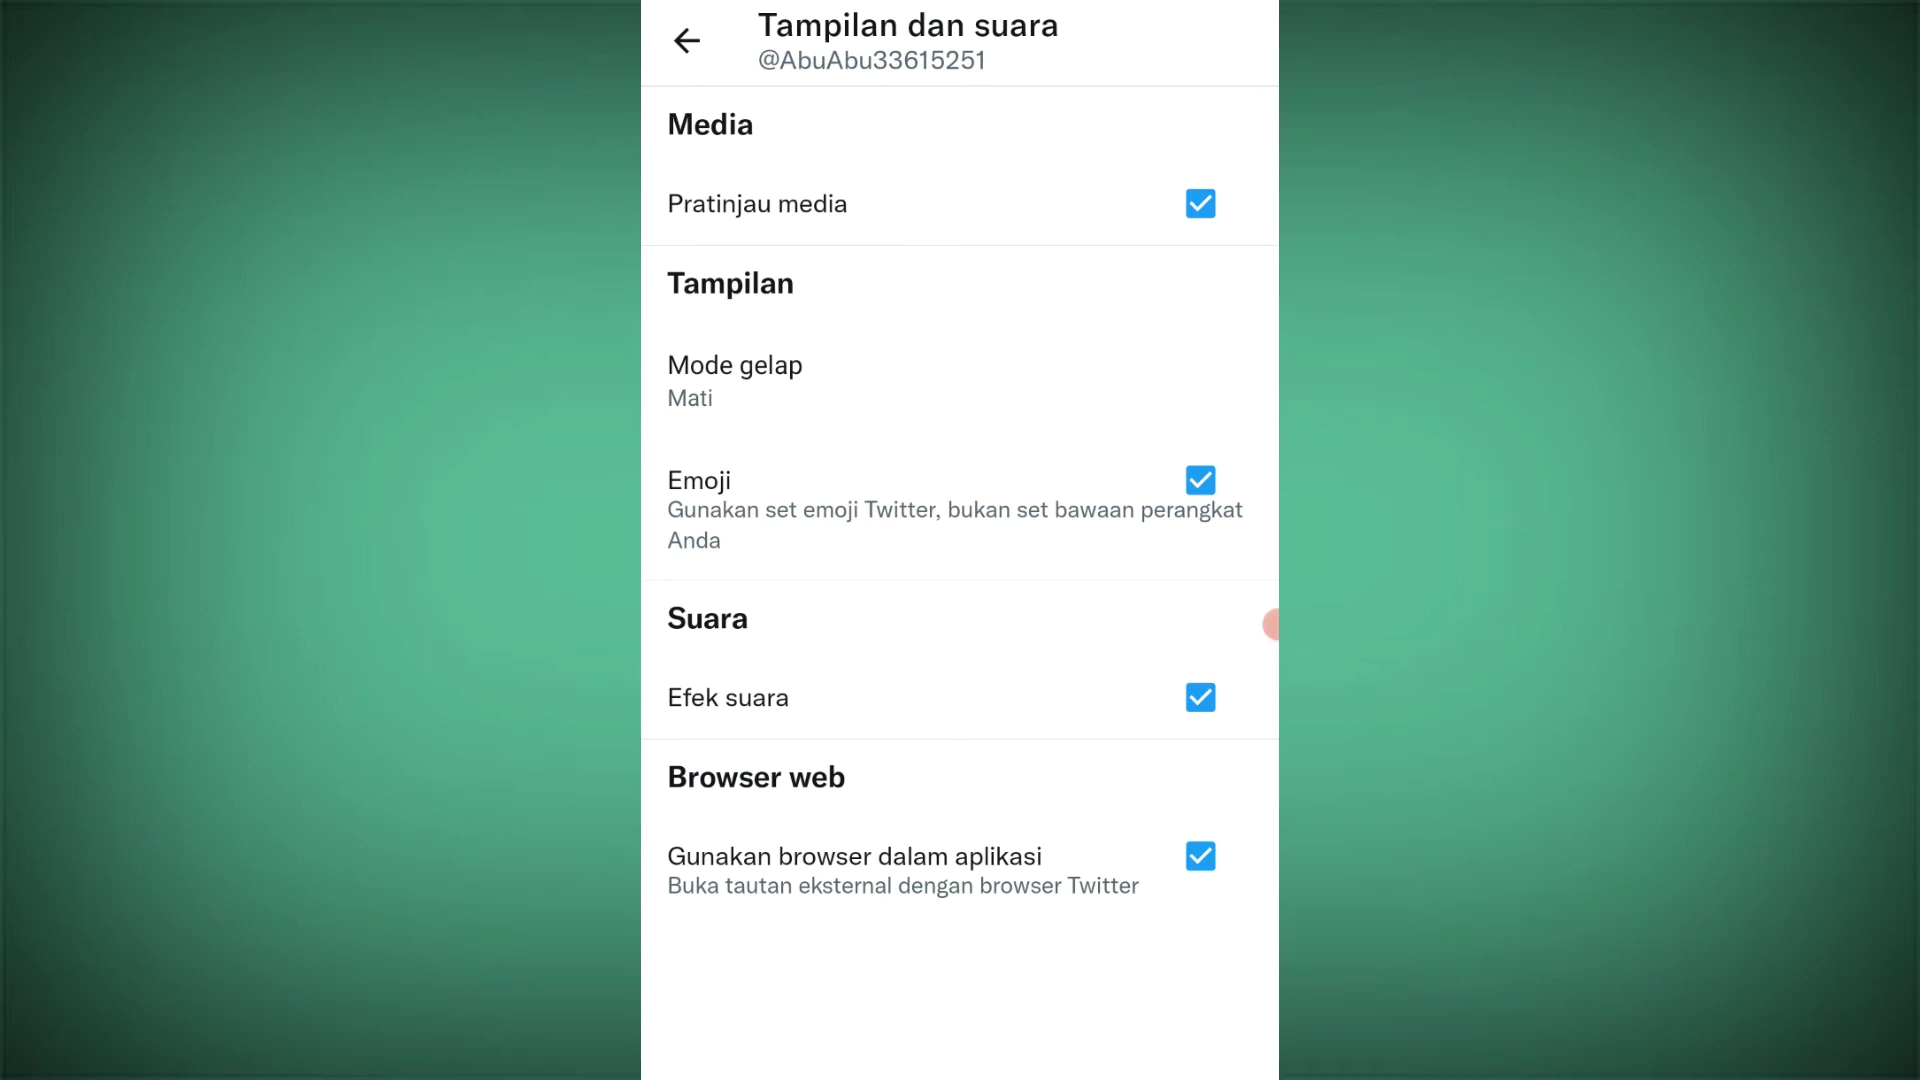 Tampilan dan suara
@AbuAbu33615251
Media
Pratinjau media
Tampilan
Mode gelap
Mati
Emoji
Gunakan set emoji Twitter, bukan set bawaan perangkat
Anda
Suara
Efek suara
Browser web
Gunakan browser dalam aplikasi
Buka tautan eksternal dengan browser Twitter